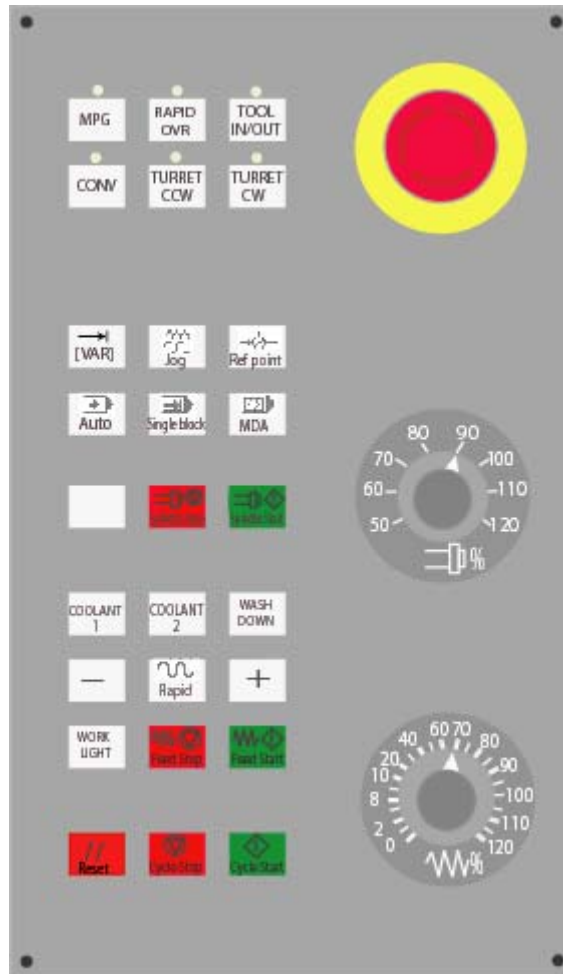 MPG
RAPID
OVR
TOOL
IN/OUT
CONV
TURRET
CCW
TURRET
CW
[VAR]
Jog
Ref point
Auto
Single block
MDA
80
90
70
100
60
110
50
120
%
COOLANT
1
COOLANT
2
WASH
DOWN
—
Rapid
+
WORK
LIGHT
Feed Stop
Feed Start
60
70
40
80
20
90
10
8
100
2
110
0
120
%
//
Reset
Cycle Stop
Cycle Start